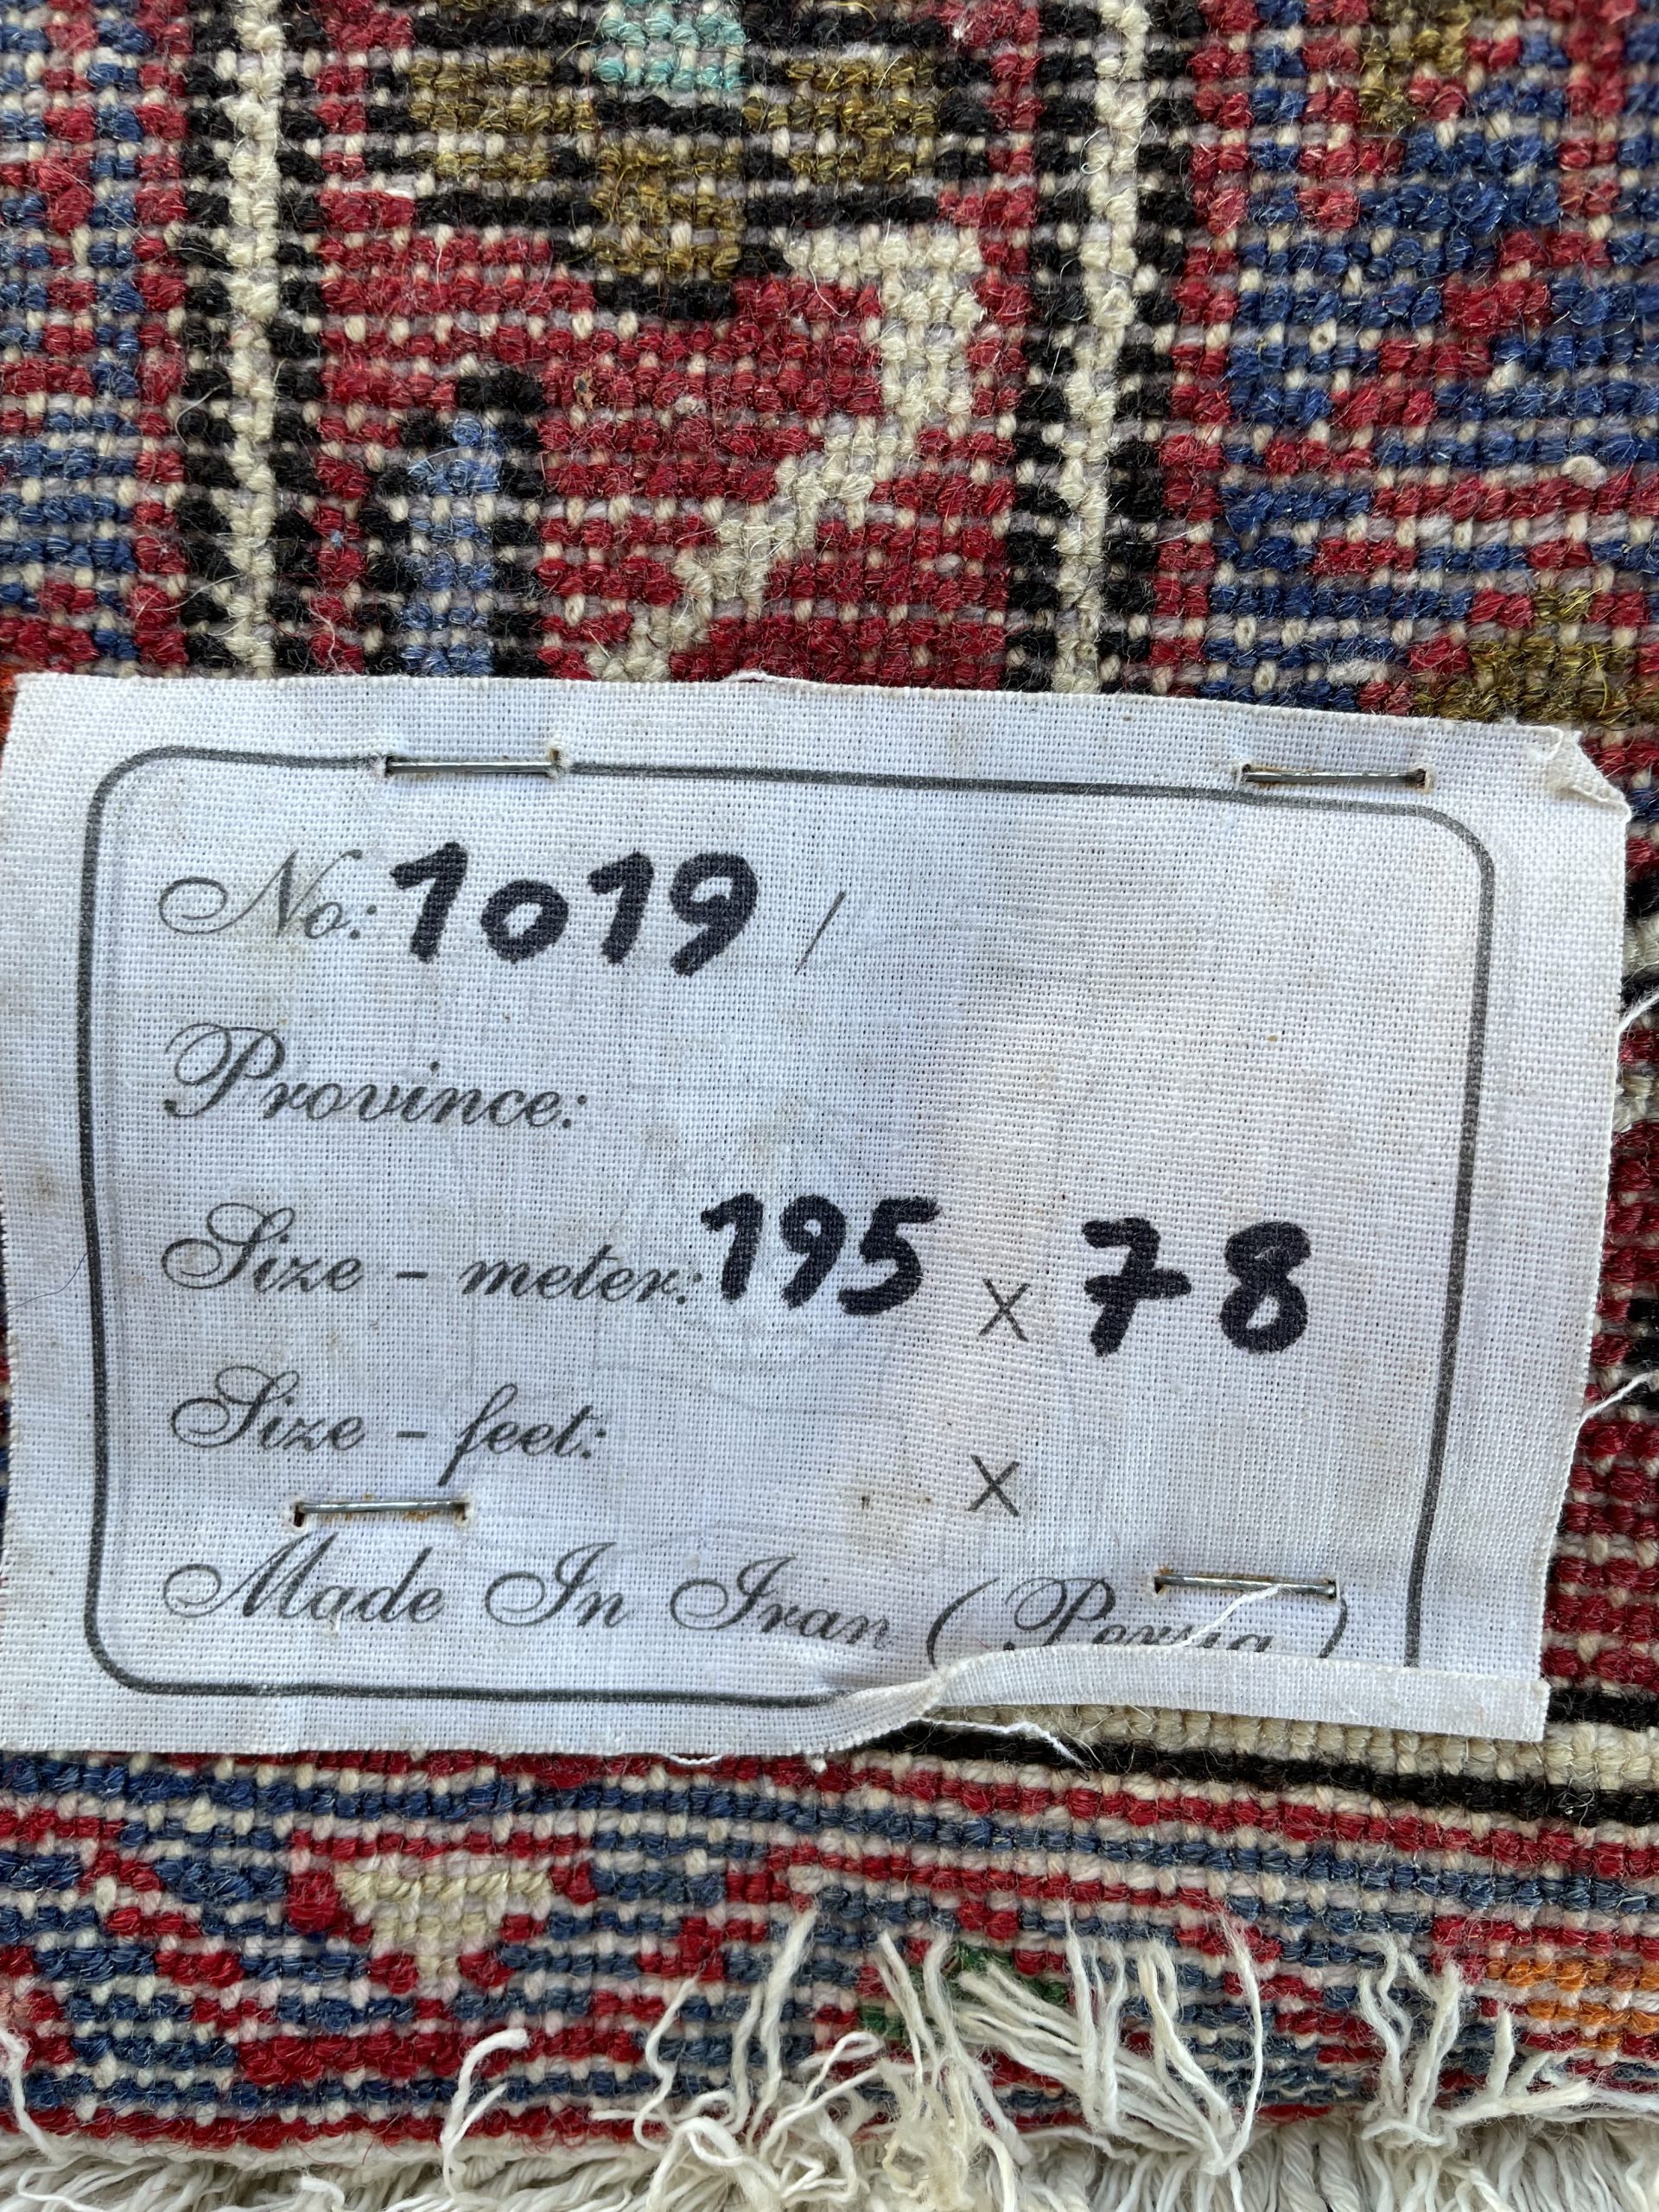 No: 1019 /
Province:
Size - meter: 195 x 78
Size - feet: x
Made In Iran ( Persia )